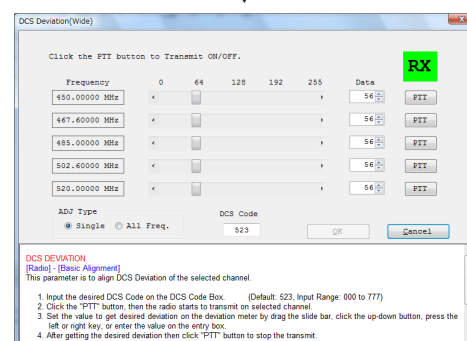 DCS Deviation(Wide)
Click the PTT button to Transmit ON/OFF.
RX
Frequency 0 64 128 192 255 Data
450.00000 MHz 56 PTT
467.60000 MHz 56 PTT
485.00000 MHz 56 PTT
502.60000 MHz 56 PTT
520.00000 MHz 56 PTT
ADJ Type DCS Code
Single All Freq. 523 OK Cancel
DCS DEVIATION
[Radio] - [Basic Alignment]
This parameter is to align DCS Deviation of the selected channel.
1. Input the desired DCS Code on the DCS Code Box. (Default: 523, Input Range: 000 to 777)
2. Click the "PTT" button, then the radio starts to transmit on selected channel.
3. Set the value to get desired deviation on the deviation meter by drag the slide bar, click the up-down button, press the
left or right key, or enter the value on the entry box.
4. After getting the desired deviation then click "PTT" button to stop the transmit.